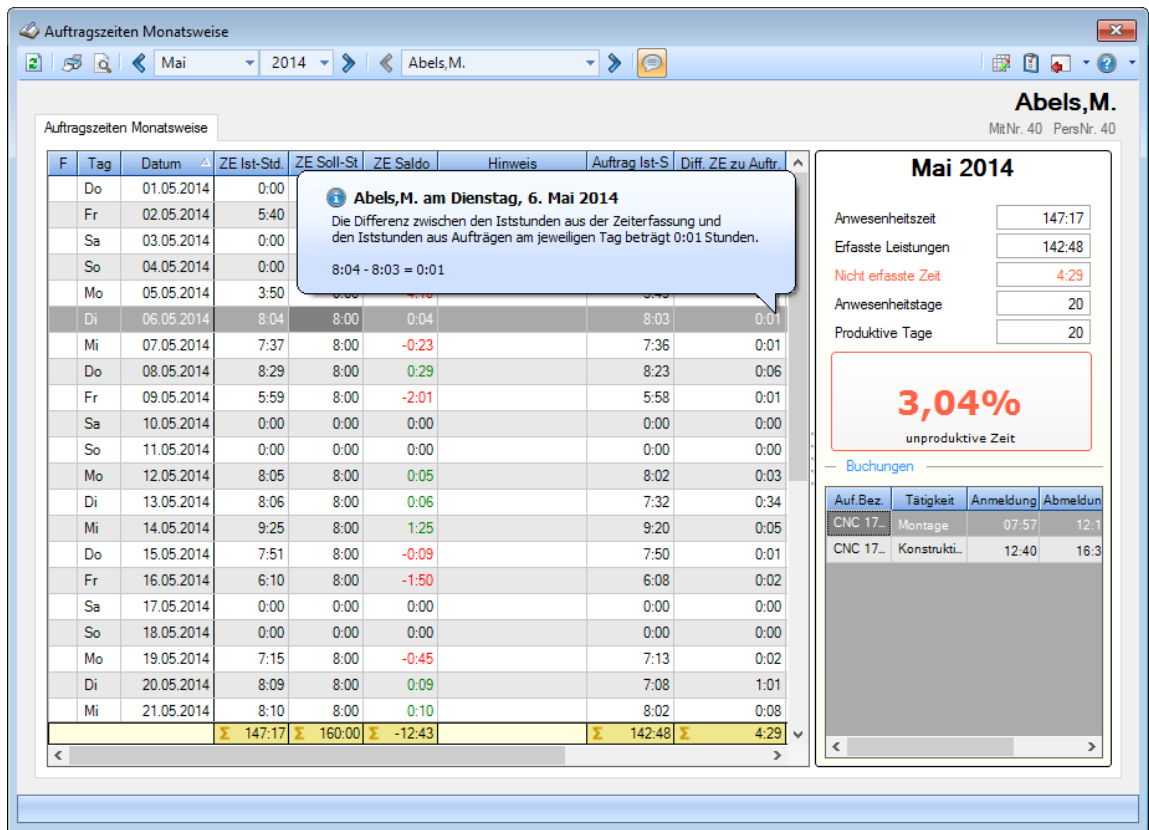 Auftragszeiten Monatsweise
Mai 2014 Abels,M.
Abels,M.
MitNr. 40 PersNr. 40
Auftragszeiten Monatsweise
F Tag Datum ZE Ist-Std. ZE Soll-St ZE Saldo Hinweis Auftrag Ist-S Diff. ZE zu Auftr.
Do 01.05.2014 0:00
Fr 02.05.2014 5:40
Sa 03.05.2014 0:00
So 04.05.2014 0:00
Mo 05.05.2014 3:50
Abels,M. am Dienstag, 6. Mai 2014
Die Differenz zwischen den Iststunden aus der Zeiterfassung und
den Iststunden aus Aufträgen am jeweiligen Tag beträgt 0:01 Stunden.
8:04 - 8:03 = 0:01
Di 06.05.2014 8:04 8:00 0:04 8:03 0:01
Mi 07.05.2014 7:37 8:00 -0:23 7:36 0:01
Do 08.05.2014 8:29 8:00 0:29 8:23 0:06
Fr 09.05.2014 5:59 8:00 -2:01 5:58 0:01
Sa 10.05.2014 0:00 0:00 0:00 0:00 0:00
So 11.05.2014 0:00 0:00 0:00 0:00 0:00
Mo 12.05.2014 8:05 8:00 0:05 8:02 0:03
Di 13.05.2014 8:06 8:00 0:06 7:32 0:34
Mi 14.05.2014 9:25 8:00 1:25 9:20 0:05
Do 15.05.2014 7:51 8:00 -0:09 7:50 0:01
Fr 16.05.2014 6:10 8:00 -1:50 6:08 0:02
Sa 17.05.2014 0:00 0:00 0:00 0:00 0:00
So 18.05.2014 0:00 0:00 0:00 0:00 0:00
Mo 19.05.2014 7:15 8:00 -0:45 7:13 0:02
Di 20.05.2014 8:09 8:00 0:09 7:08 1:01
Mi 21.05.2014 8:10 8:00 0:10 8:02 0:08
Σ 147:17 Σ 160:00 Σ -12:43 Σ 142:48 Σ 4:29
Mai 2014
Anwesenheitszeit 147:17
Erfasste Leistungen 142:48
Nicht erfasste Zeit 4:29
Anwesenheitstage 20
Produktive Tage 20
3,04%
unproduktive Zeit
Buchungen
Auf.Bez. Tätigkeit Anmeldung Abmeldun
CNC 17... Montage 07:57 12:1
CNC 17... Konstrukti... 12:40 16:3